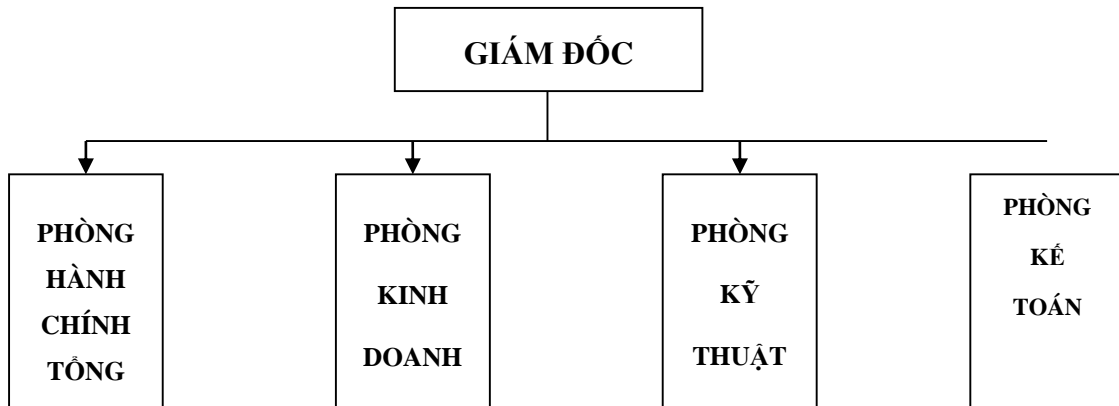 GIÁM ĐỐC
PHÒNG
HÀNH
CHÍNH
TỔNG
PHÒNG
KINH
DOANH
PHÒNG
KỸ
THUẬT
PHÒNG
KẾ
TOÁN